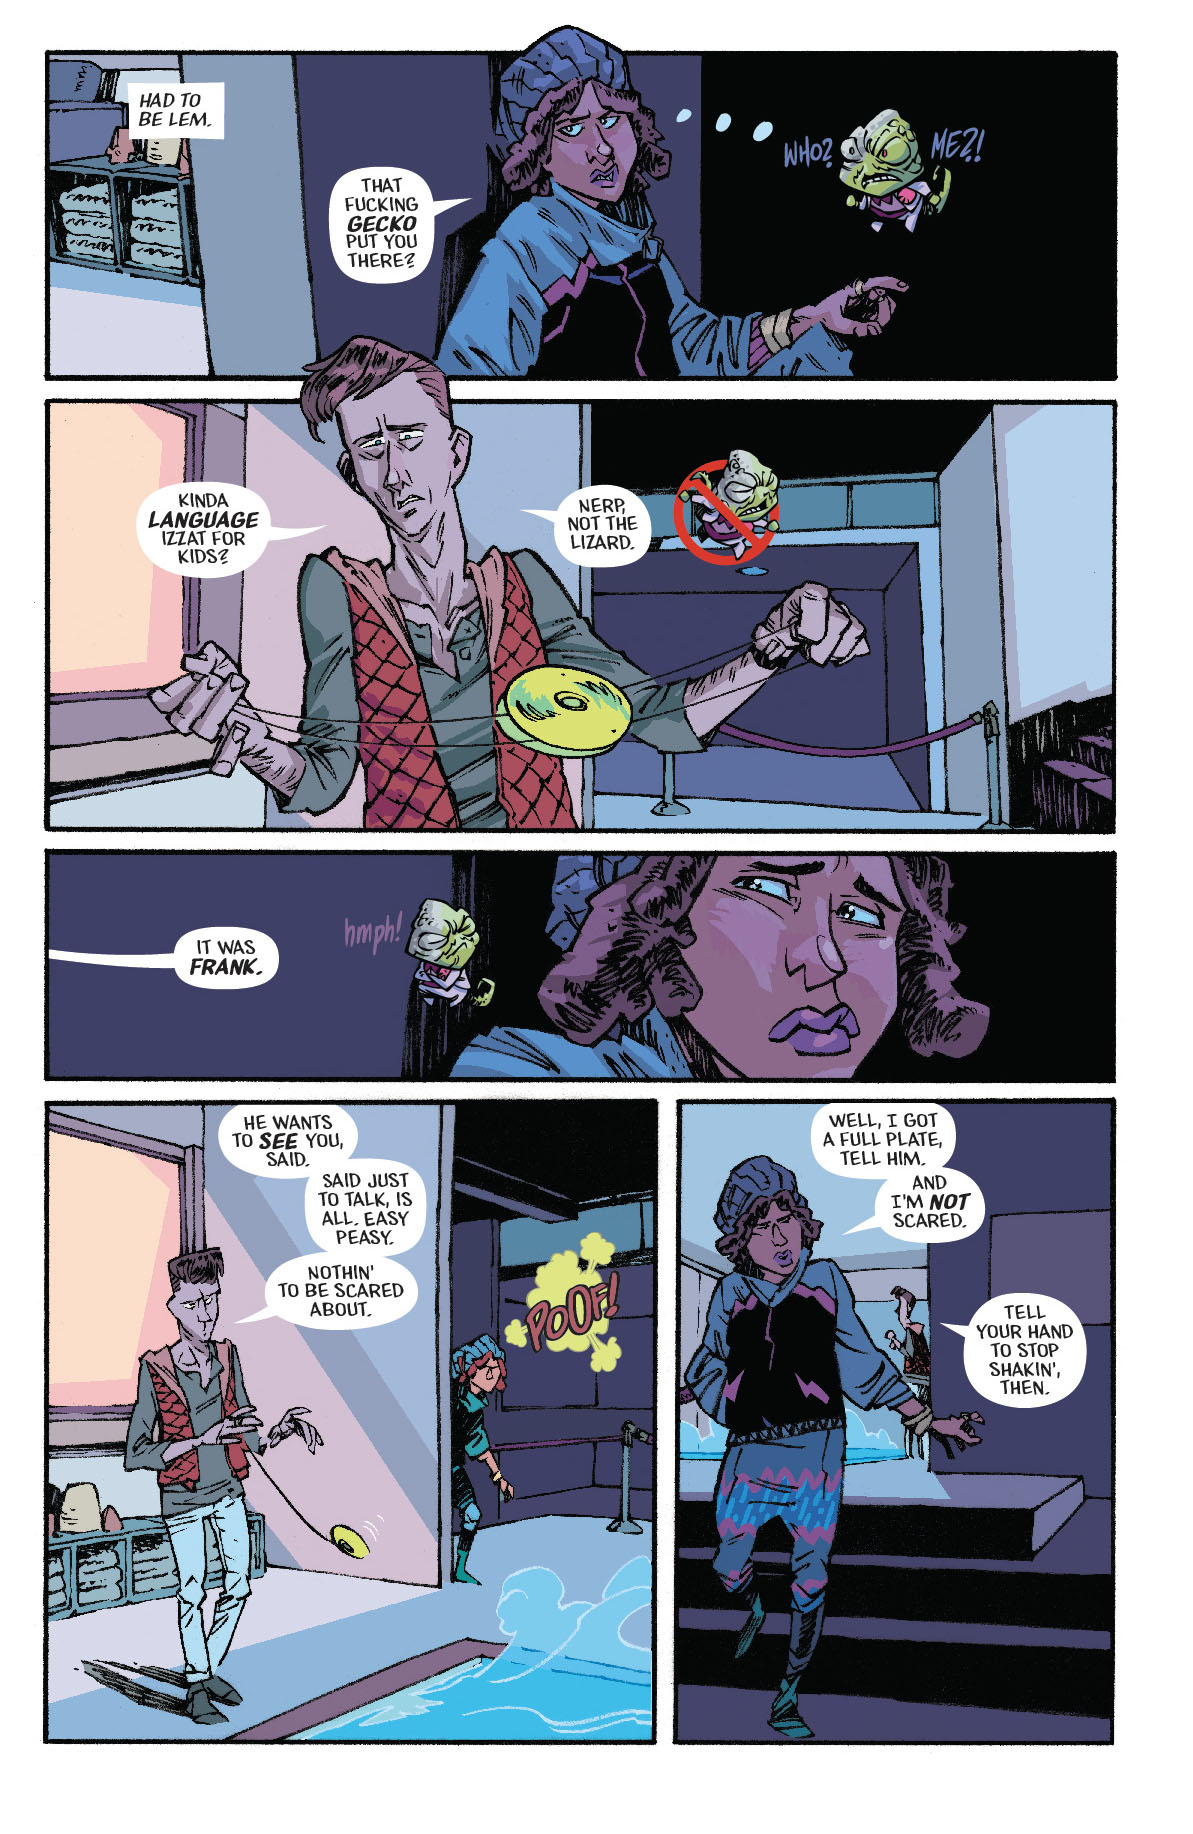 HAD TO
BE LEM.
THAT
FUCKING
GECKO
PUT YOU
THERE?
WHO?
ME?!
KINDA
LANGUAGE
IZZAT FOR
KIDS?
NERP,
NOT THE
LIZARD.
IT WAS
FRANK.
hmph!
HE WANTS
TO SEE YOU,
SAID.
SAID JUST
TO TALK, IS
ALL. EASY
PEASY.
NOTHIN'
TO BE SCARED
ABOUT.
POOF!
WELL, I GOT
A FULL PLATE,
TELL HIM.
AND
I'M NOT
SCARED.
TELL
YOUR HAND
TO STOP
SHAKIN',
THEN.